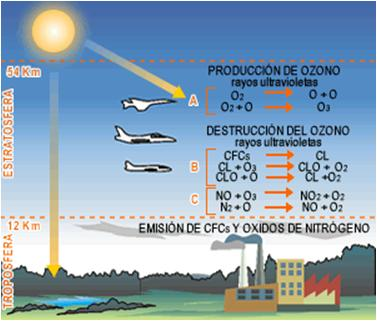 54 Km
ESTRATOSFERA
12 Km
TROPOSFERA
PRODUCCIÓN DE OZONO
rayos ultravioletas
A
O2 → O + O
O2 + O → O3
DESTRUCCIÓN DEL OZONO
rayos ultravioletas
B
CFCs → CL
CL + O3 → CLO + O2
CLO + O → CL +O2
C
NO + O3 → NO2 + O2
N2 + O → NO + O2
EMISIÓN DE CFCs Y OXIDOS DE NITRÓGENO